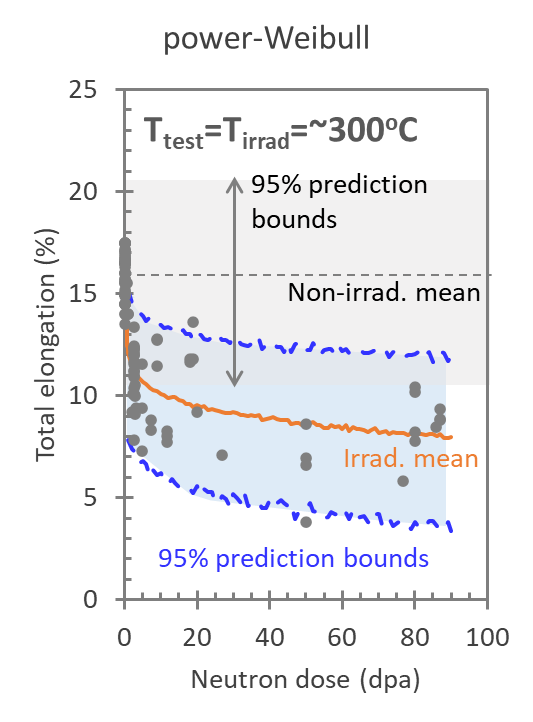 power-Weibull
25
20
15
10
5
0
Total elongation (%)
Ttest=Tirrad=~300oC
95% prediction
bounds
Non-irrad. mean
Irrad. mean
95% prediction bounds
0 20 40 60 80 100
Neutron dose (dpa)